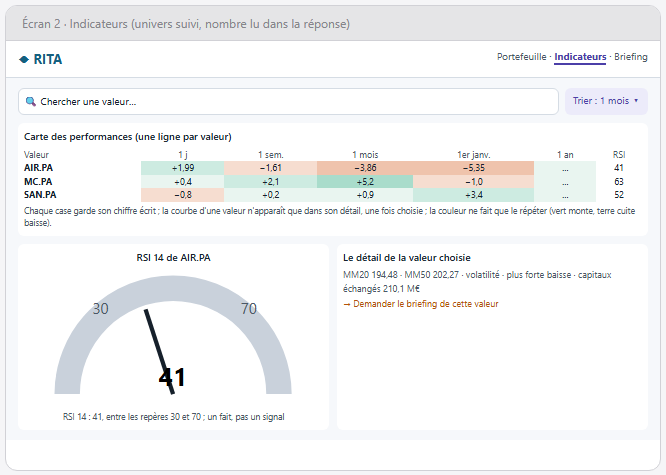 Écran 2 · Indicateurs (univers suivi, nombre lu dans la réponse)
RITA
Portefeuille · Indicateurs · Briefing
Chercher une valeur...
Trier : 1 mois
Carte des performances (une ligne par valeur)
Valeur 1 j 1 sem. 1 mois 1er janv. 1 an RSI
AIR.PA +1,99 −1,61 −3,86 −5,35 ... 41
MC.PA +0,4 +2,1 +5,2 −1,0 ... 63
SAN.PA −0,8 +0,2 +0,9 +3,4 ... 52
Chaque case garde son chiffre écrit ; la courbe d'une valeur n'apparaît que dans son détail, une fois choisie ; la couleur ne fait que le répéter (vert monte, terre cuite
baisse).
RSI 14 de AIR.PA
30 70
41
RSI 14 : 41, entre les repères 30 et 70 ; un fait, pas un signal
Le détail de la valeur choisie
MM20 194,48 · MM50 202,27 · volatilité · plus forte baisse · capitaux
échangés 210,1 M€
→ Demander le briefing de cette valeur